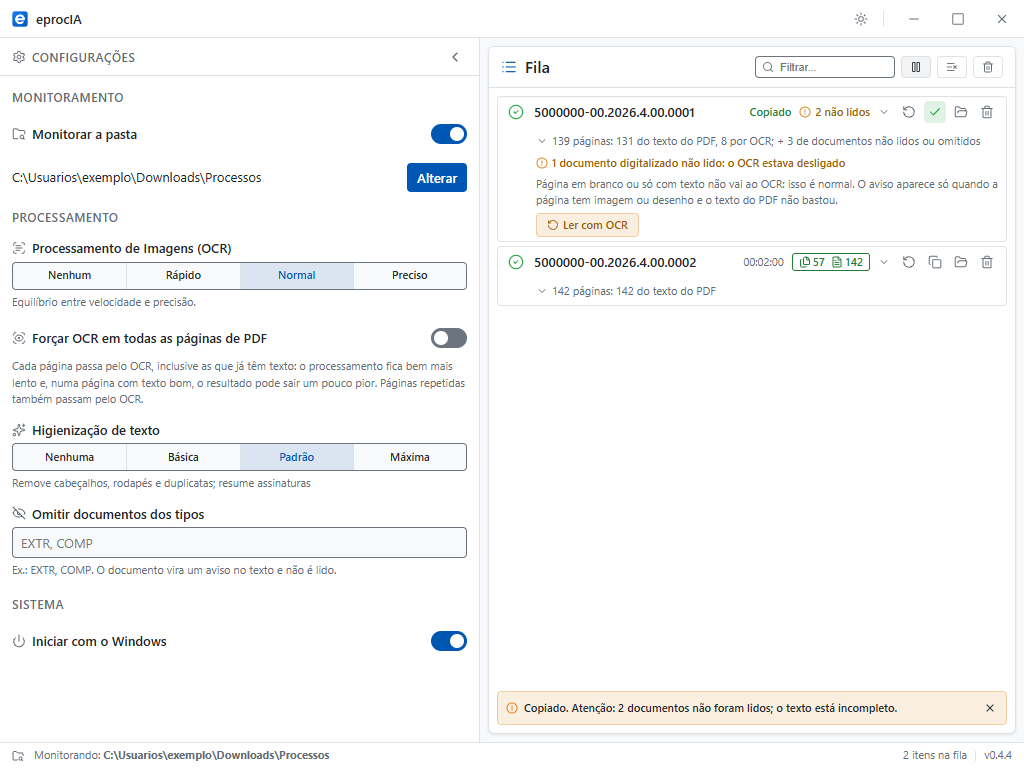 eprocIA
CONFIGURAÇÕES
MONITORAMENTO
Monitorar a pasta
C:\Usuarios\exemplo\Downloads\Processos
Alterar
PROCESSAMENTO
Processamento de Imagens (OCR)
Nenhum Rápido Normal Preciso
Equilíbrio entre velocidade e precisão.
Forçar OCR em todas as páginas de PDF
Cada página passa pelo OCR, inclusive as que já têm texto: o processamento fica bem mais
lento e, numa página com texto bom, o resultado pode sair um pouco pior. Páginas repetidas
também passam pelo OCR.
Higienização de texto
Nenhuma Básica Padrão Máxima
Remove cabeçalhos, rodapés e duplicatas; resume assinaturas
Omitir documentos dos tipos
EXTR, COMP
Ex.: EXTR, COMP. O documento vira um aviso no texto e não é lido.
SISTEMA
Iniciar com o Windows
Fila
Filtrar...
5000000-00.2026.4.00.0001 Copiado 2 não lidos
139 páginas: 131 do texto do PDF, 8 por OCR; + 3 de documentos não lidos ou omitidos
1 documento digitalizado não lido: o OCR estava desligado
Página em branco ou só com texto não vai ao OCR: isso é normal. O aviso aparece só quando a
página tem imagem ou desenho e o texto do PDF não bastou.
Ler com OCR
5000000-00.2026.4.00.0002 00:02:00 57 142
142 páginas: 142 do texto do PDF
Copiado. Atenção: 2 documentos não foram lidos; o texto está incompleto.
Monitorando: C:\Usuarios\exemplo\Downloads\Processos
2 itens na fila v0.4.4